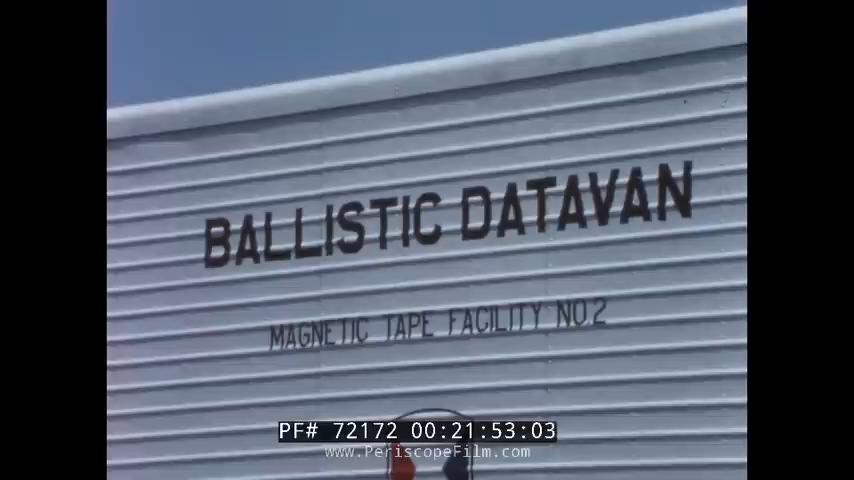 BALLISTIC DATAVAN
MAGNETIC TAPE FACILITY NO.2
PF# 72172 00:21:53:03
www.PeriscopeFilm.com